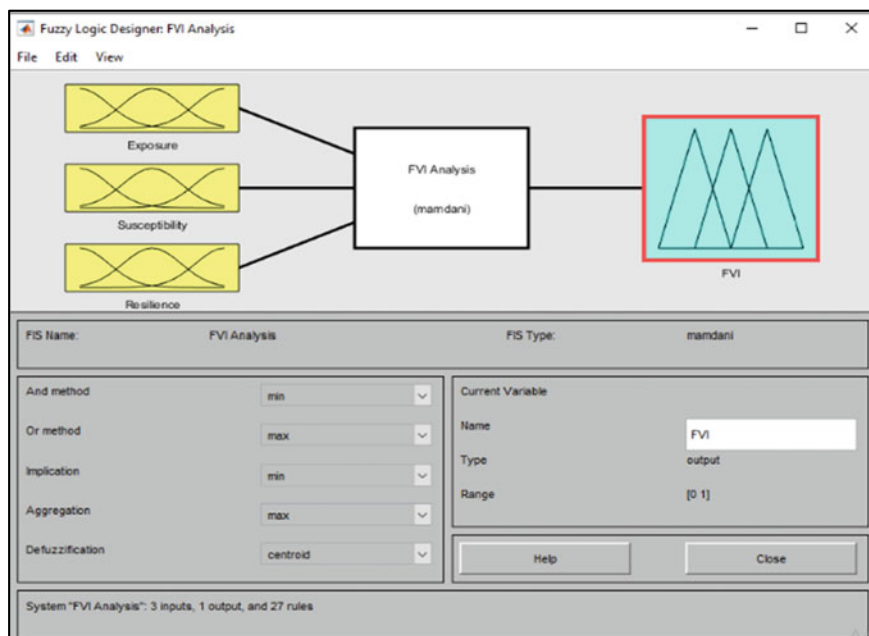 Fuzzy Logic Designer: FVI Analysis
File Edit View
Exposure
Susceptibility
Resilience
FVI Analysis
(mamdani)
FVI
FIS Name: FVI Analysis FIS Type: mamdani
And method min
Or method max
Implication min
Aggregation max
Defuzzification centroid
Current Variable
Name FVI
Type output
Range [0 1]
Help Close
System "FVI Analysis": 3 inputs, 1 output, and 27 rules